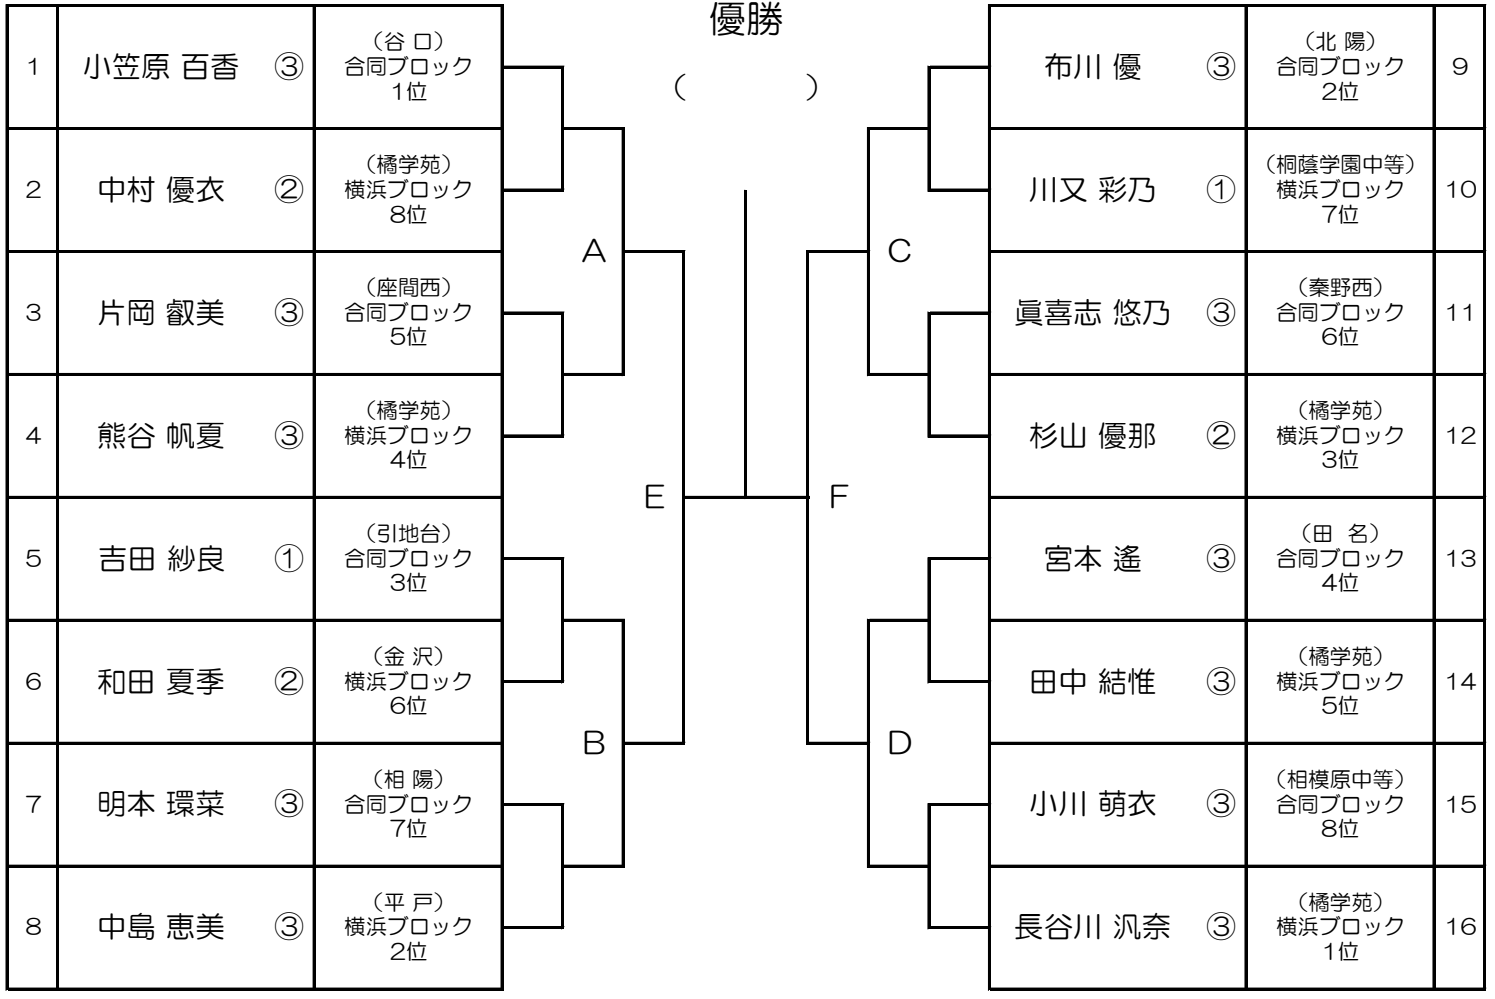 優勝
（　　　　）
1 小笠原 百香 ③
（谷 口）
合同ブロック
1位
2 中村 優衣 ②
（橘学苑）
横浜ブロック
8位
3 片岡 叡美 ③
（座間西）
合同ブロック
5位
4 熊谷 帆夏 ③
（橘学苑）
横浜ブロック
4位
5 吉田 紗良 ①
（引地台）
合同ブロック
3位
6 和田 夏季 ②
（金 沢）
横浜ブロック
6位
7 明本 環菜 ③
（相 陽）
合同ブロック
7位
8 中島 恵美 ③
（平 戸）
横浜ブロック
2位
A
B
E
F
C
D
布川 優 ③
（北 陽）
合同ブロック
2位
9
川又 彩乃 ①
（桐蔭学園中等）
横浜ブロック
7位
10
眞喜志 悠乃 ③
（秦野西）
合同ブロック
6位
11
杉山 優那 ②
（橘学苑）
横浜ブロック
3位
12
宮本 遙 ③
（田 名）
合同ブロック
4位
13
田中 結惟 ③
（橘学苑）
横浜ブロック
5位
14
小川 萌衣 ③
（相模原中等）
合同ブロック
8位
15
長谷川 汎奈 ③
（橘学苑）
横浜ブロック
1位
16